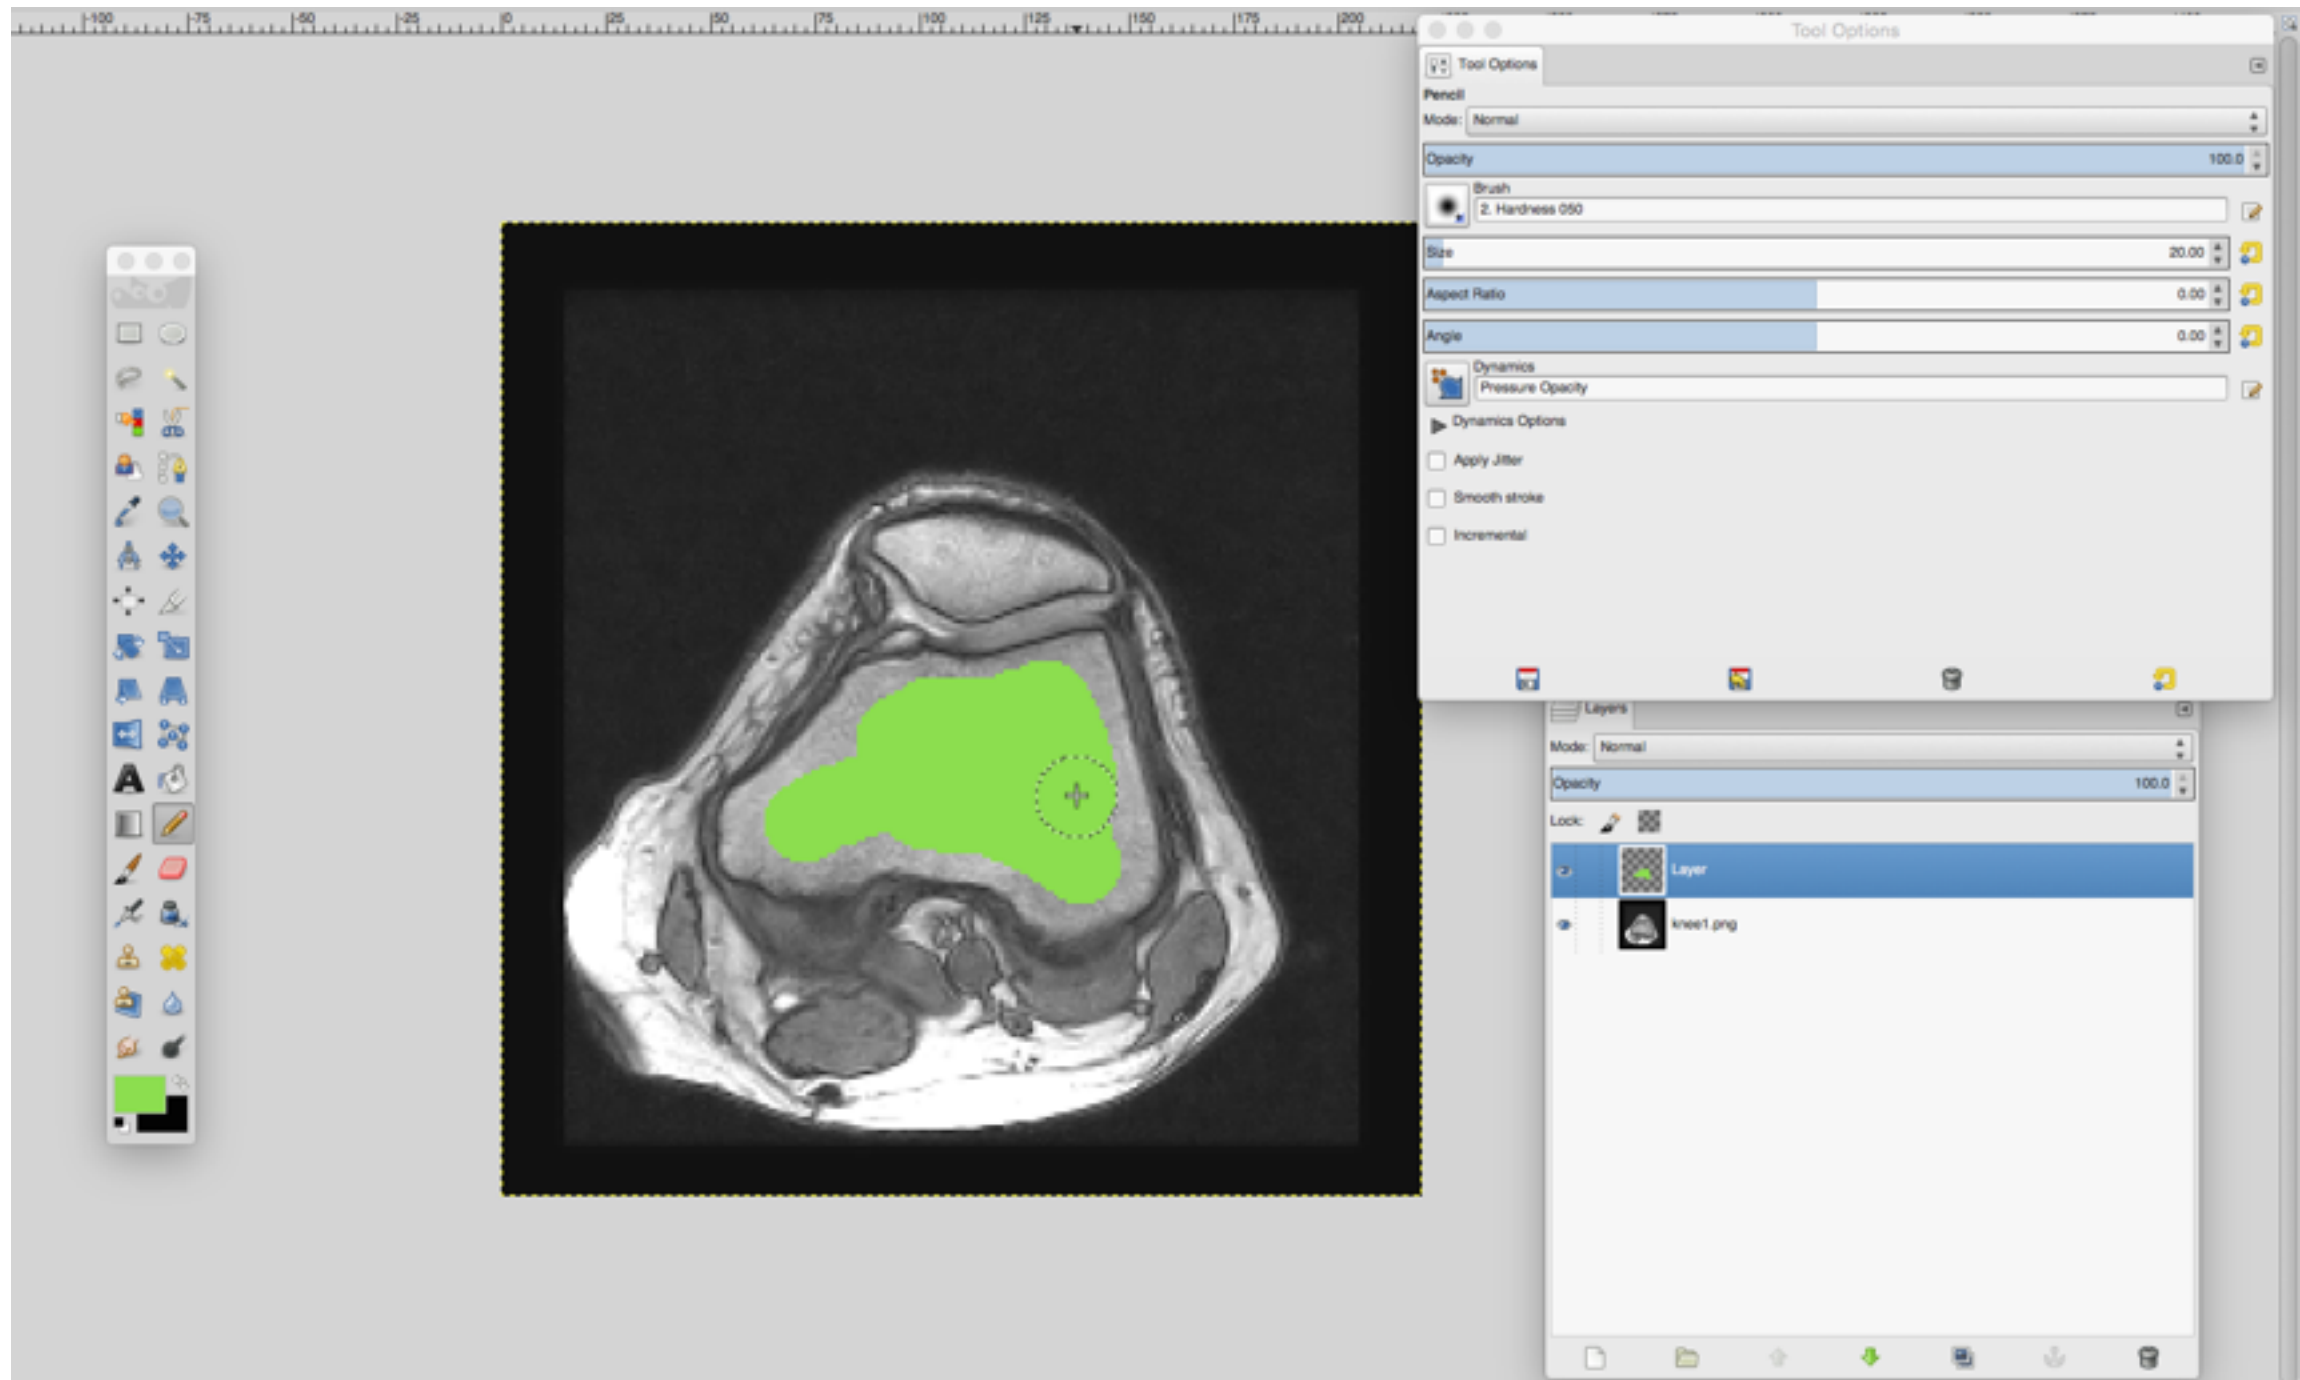 -100 -75 -50 -25 0 25 50 75 100 125 150 175 200
Tool Options
Tool Options
Pencil
Mode: Normal
Opacity 100.0
Brush
2. Hardness 050
Size 20.00
Aspect Ratio 0.00
Angle 0.00
Dynamics
Pressure Opacity
Dynamics Options
Apply Jitter
Smooth stroke
Incremental
Layers
Mode: Normal
Opacity 100.0
Lock:
Layer
knee1.png